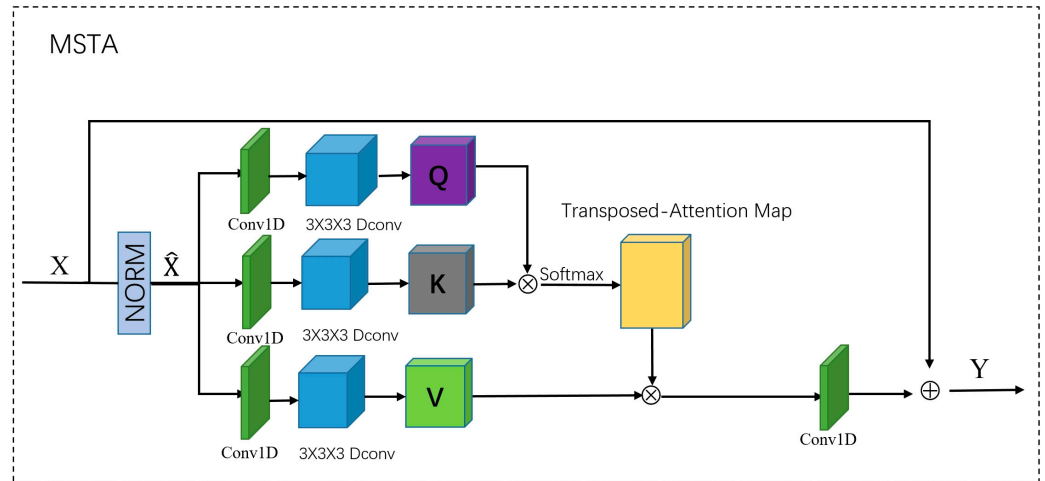 MSTA
Q
Conv1D
3X3X3 Dconv
Transposed-Attention Map
X
NORM
X̂
K
Softmax
Conv1D
3X3X3 Dconv
V
Y
Conv1D
3X3X3 Dconv
Conv1D